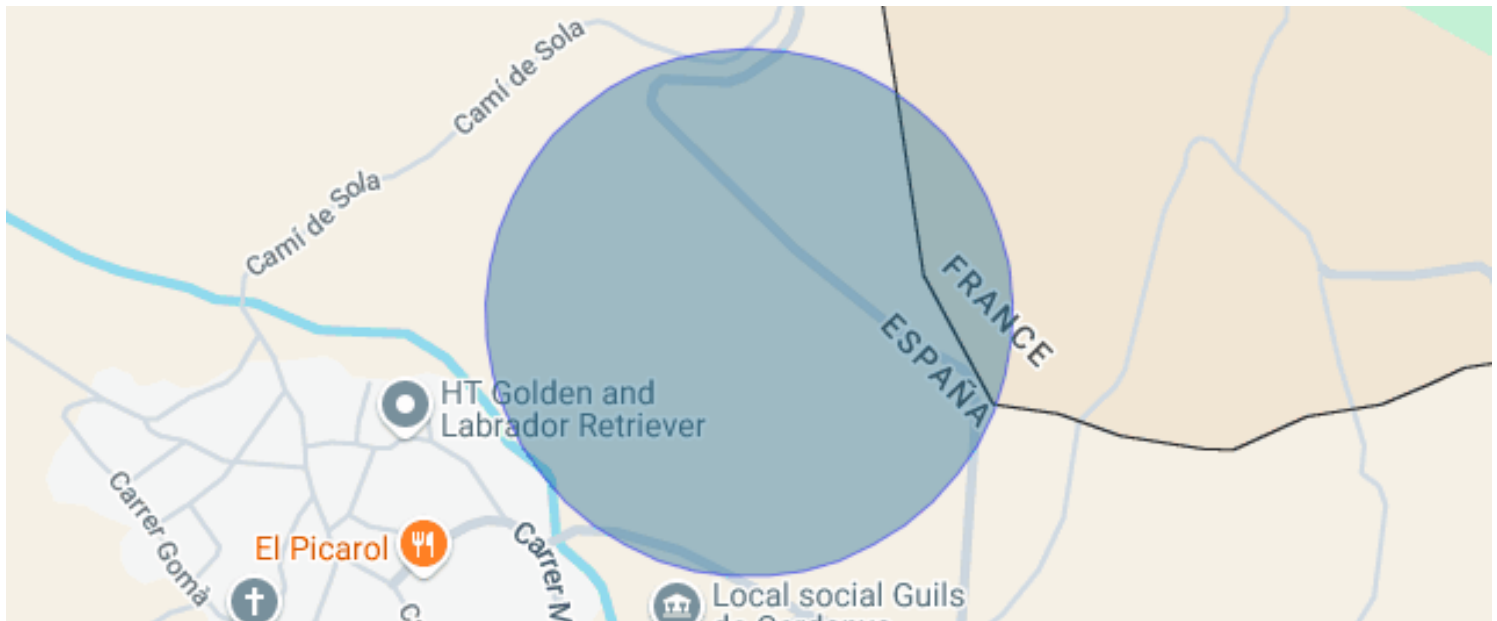 Camí de Sola
Camí de Sola
FRANCE
ESPAÑA
HT Golden and
Labrador Retriever
Carrer Gomà
El Picarol
Carrer M
Local social Guils